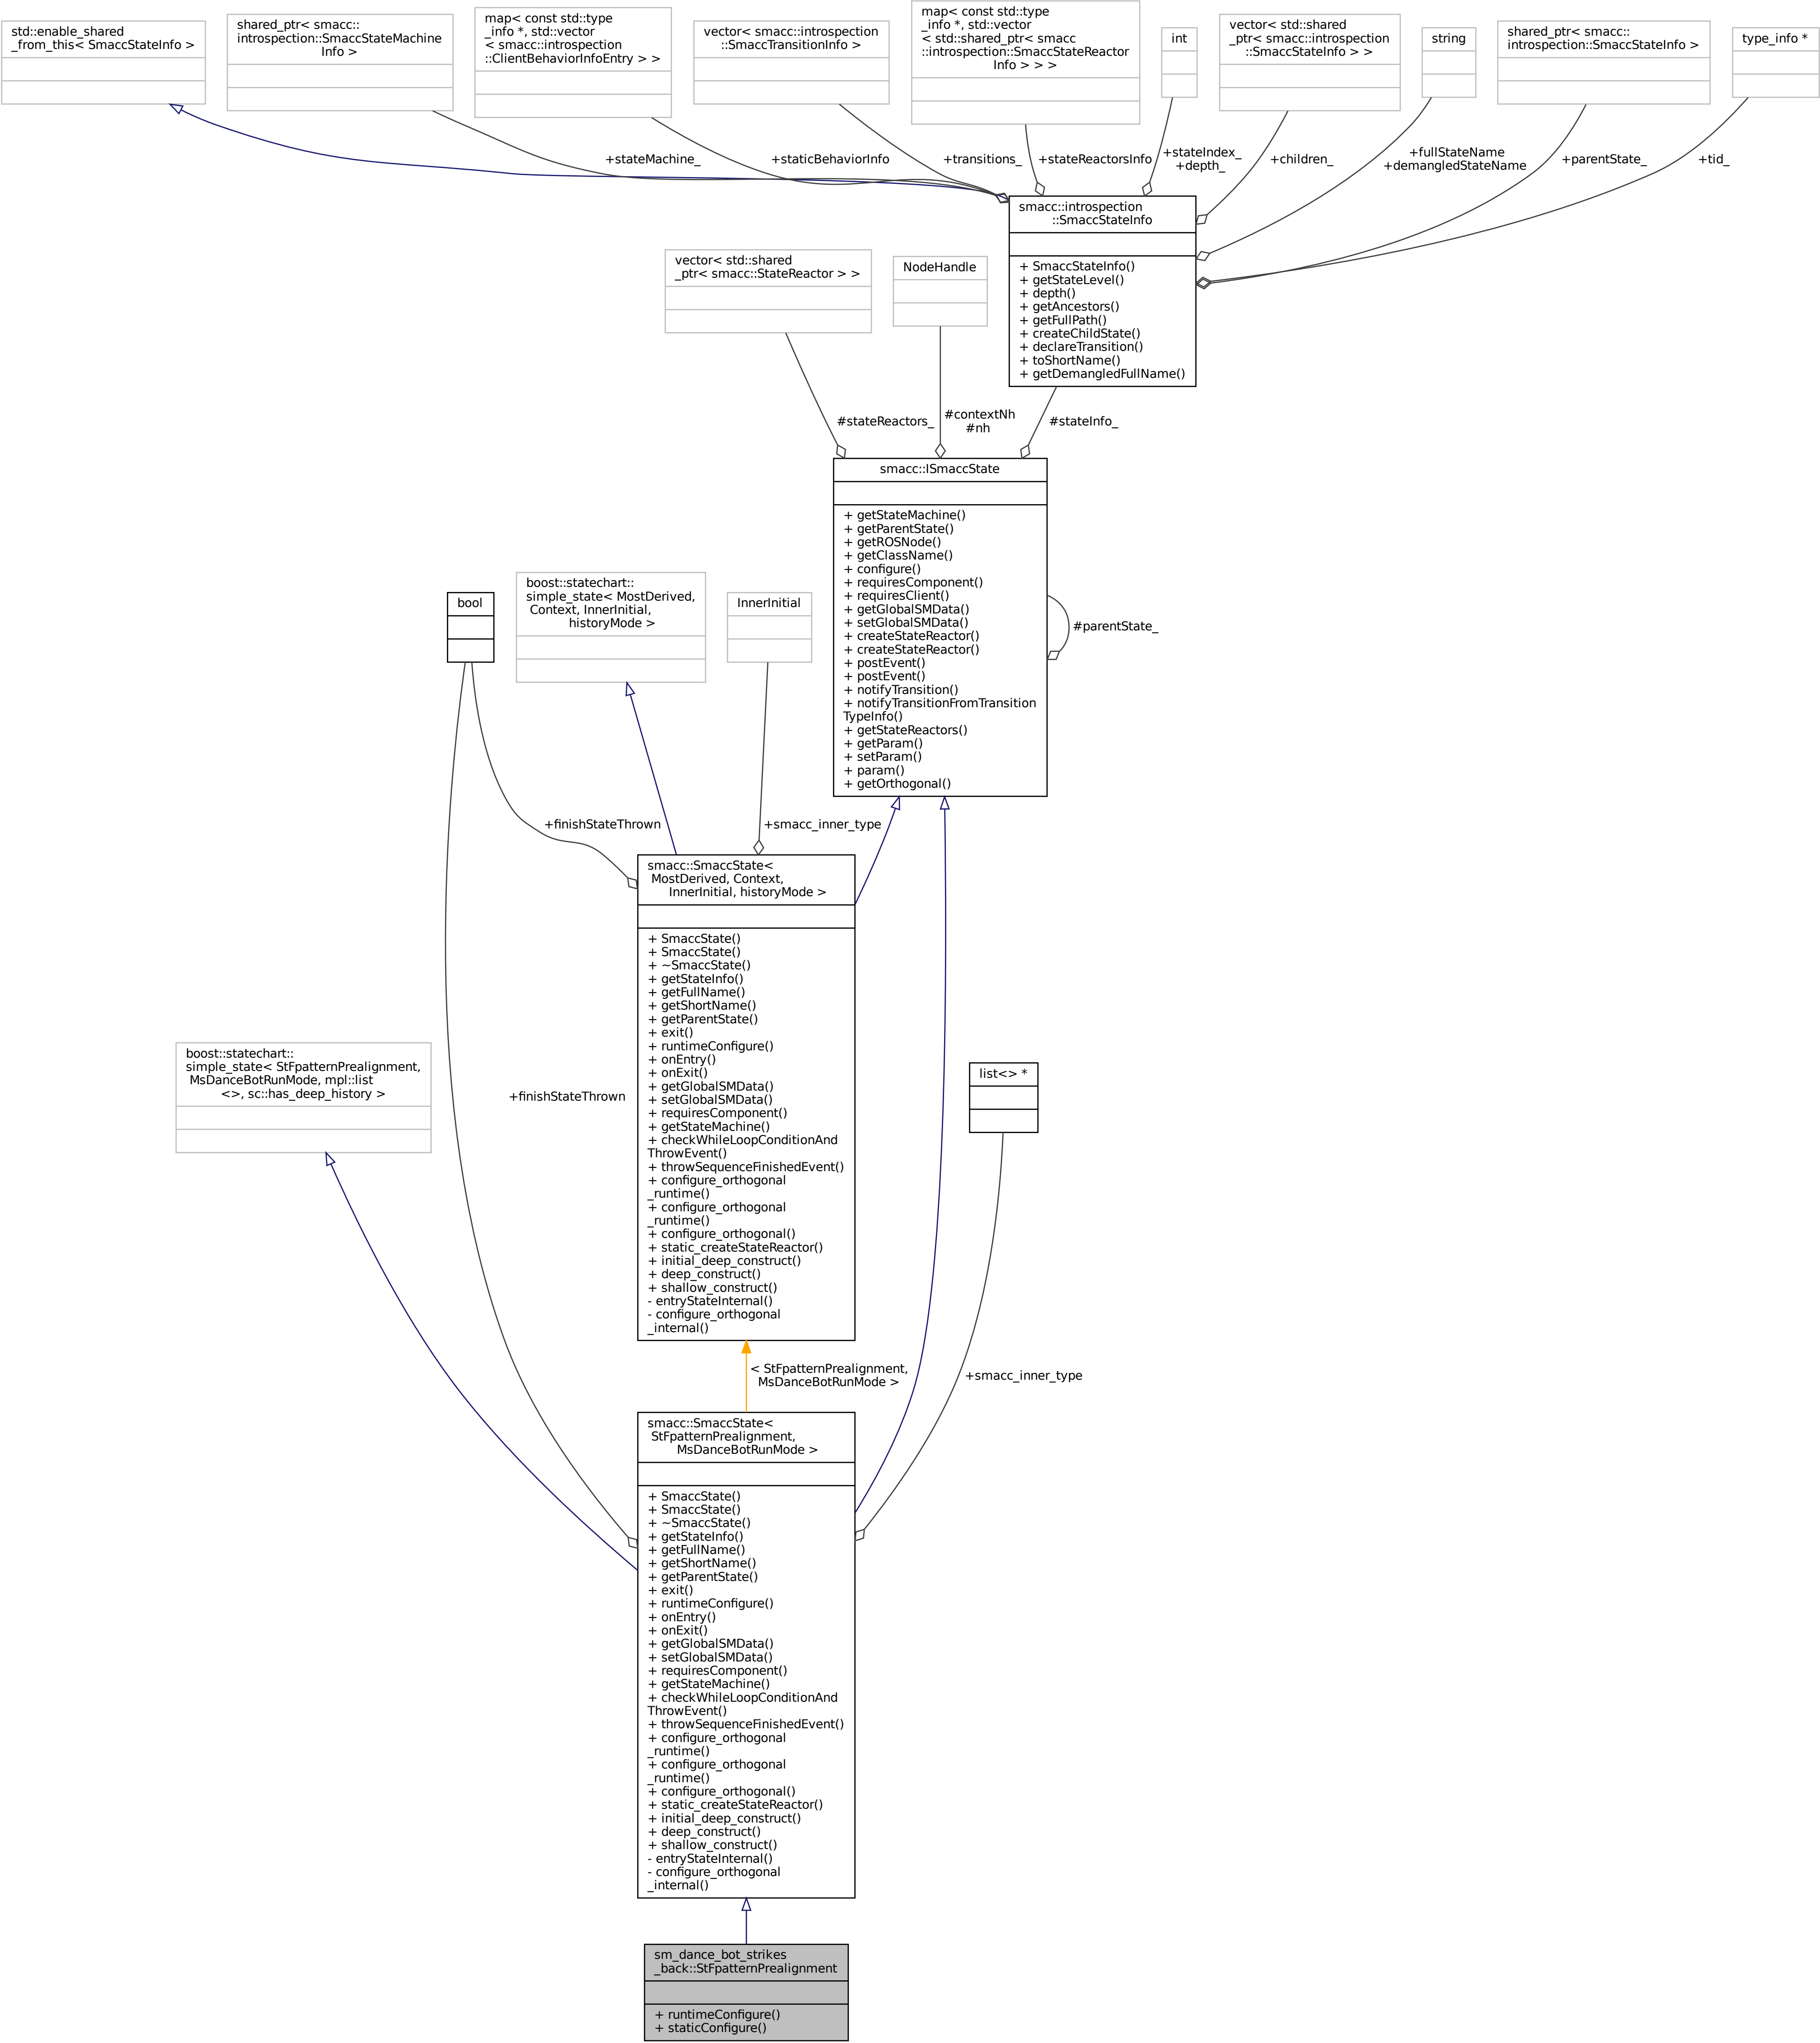 std::enable_shared
_from_this< SmaccStateInfo >
shared_ptr< smacc::
introspection::SmaccStateMachine
Info >
map< const std::type
_info *, std::vector
< smacc::introspection
::ClientBehaviorInfoEntry > >
vector< smacc::introspection
::SmaccTransitionInfo >
map< const std::type
_info *, std::vector
< std::shared_ptr< smacc
::introspection::SmaccStateReactor
Info > > >
int
vector< std::shared
_ptr< smacc::introspection
::SmaccStateInfo > >
string
shared_ptr< smacc::
introspection::SmaccStateInfo >
type_info *
+stateMachine_
+staticBehaviorInfo
+transitions_
+stateReactorsInfo
+stateIndex_
+depth_
+children_
+fullStateName
+demangledStateName
+parentState_
+tid_
smacc::introspection
::SmaccStateInfo
+ SmaccStateInfo()
+ getStateLevel()
+ depth()
+ getAncestors()
+ getFullPath()
+ createChildState()
+ declareTransition()
+ toShortName()
+ getDemangledFullName()
vector< std::shared
_ptr< smacc::StateReactor > >
NodeHandle
#stateReactors_
#contextNh
#nh
#stateInfo_
smacc::ISmaccState
+ getStateMachine()
+ getParentState()
+ getROSNode()
+ getClassName()
+ configure()
+ requiresComponent()
+ requiresClient()
+ getGlobalSMData()
+ setGlobalSMData()
+ createStateReactor()
+ createStateReactor()
+ postEvent()
+ postEvent()
+ notifyTransition()
+ notifyTransitionFromTransition
TypeInfo()
+ getStateReactors()
+ getParam()
+ setParam()
+ param()
+ getOrthogonal()
#parentState_
bool
boost::statechart::
simple_state< MostDerived,
Context, InnerInitial,
historyMode >
InnerInitial
+finishStateThrown
+smacc_inner_type
smacc::SmaccState<
MostDerived, Context,
InnerInitial, historyMode >
+ SmaccState()
+ SmaccState()
+ ~SmaccState()
+ getStateInfo()
+ getFullName()
+ getShortName()
+ getParentState()
+ exit()
+ runtimeConfigure()
+ onEntry()
+ onExit()
+ getGlobalSMData()
+ setGlobalSMData()
+ requiresComponent()
+ getStateMachine()
+ checkWhileLoopConditionAnd
ThrowEvent()
+ throwSequenceFinishedEvent()
+ configure_orthogonal
_runtime()
+ configure_orthogonal
_runtime()
+ configure_orthogonal()
+ static_createStateReactor()
+ initial_deep_construct()
+ deep_construct()
+ shallow_construct()
- entryStateInternal()
- configure_orthogonal
_internal()
boost::statechart::
simple_state< StFpatternPrealignment,
MsDanceBotRunMode, mpl::list
<>, sc::has_deep_history >
+finishStateThrown
list<> *
< StFpatternPrealignment,
MsDanceBotRunMode >
+smacc_inner_type
smacc::SmaccState<
StFpatternPrealignment,
MsDanceBotRunMode >
+ SmaccState()
+ SmaccState()
+ ~SmaccState()
+ getStateInfo()
+ getFullName()
+ getShortName()
+ getParentState()
+ exit()
+ runtimeConfigure()
+ onEntry()
+ onExit()
+ getGlobalSMData()
+ setGlobalSMData()
+ requiresComponent()
+ getStateMachine()
+ checkWhileLoopConditionAnd
ThrowEvent()
+ throwSequenceFinishedEvent()
+ configure_orthogonal
_runtime()
+ configure_orthogonal
_runtime()
+ configure_orthogonal()
+ static_createStateReactor()
+ initial_deep_construct()
+ deep_construct()
+ shallow_construct()
- entryStateInternal()
- configure_orthogonal
_internal()
sm_dance_bot_strikes
_back::StFpatternPrealignment
+ runtimeConfigure()
+ staticConfigure()